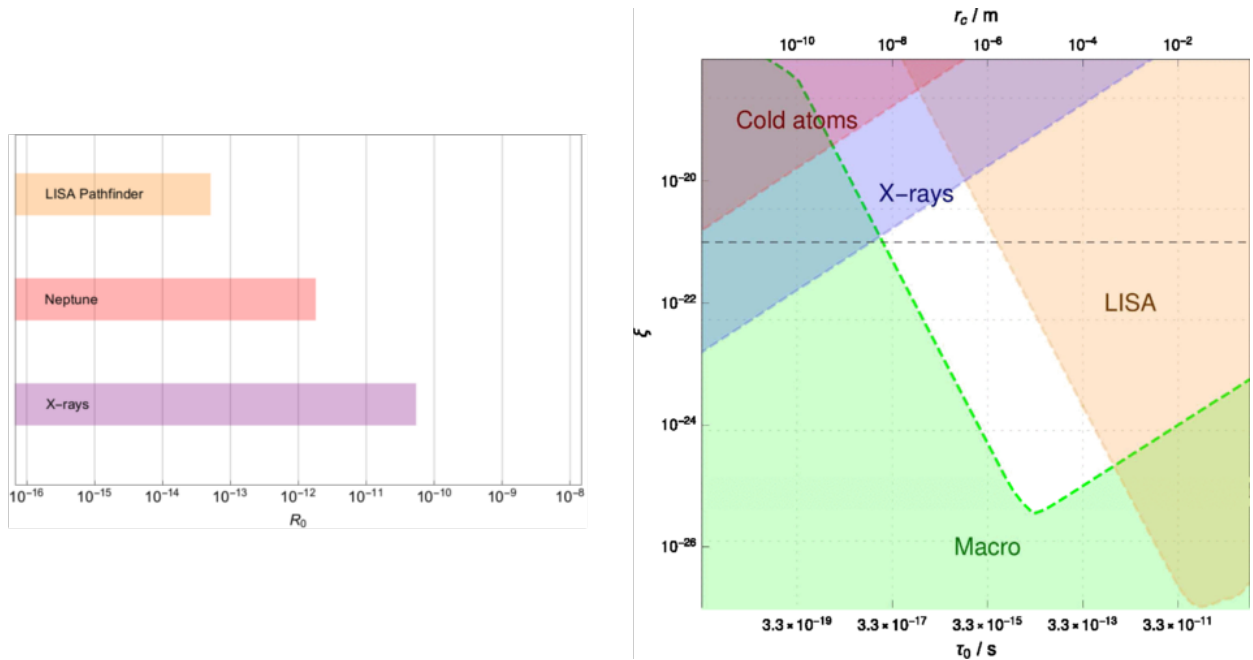 LISA Pathfinder
Neptune
X−rays
10⁻¹⁶ 10⁻¹⁵ 10⁻¹⁴ 10⁻¹³ 10⁻¹² 10⁻¹¹ 10⁻¹⁰ 10⁻⁹ 10⁻⁸
R₀
r_c / m
10⁻¹⁰ 10⁻⁸ 10⁻⁶ 10⁻⁴ 10⁻²
Cold atoms
10⁻²⁰
X−rays
10⁻²²
LISA
ξ
10⁻²⁴
10⁻²⁶
Macro
3.3×10⁻¹⁹ 3.3×10⁻¹⁷ 3.3×10⁻¹⁵ 3.3×10⁻¹³ 3.3×10⁻¹¹
τ₀ / s